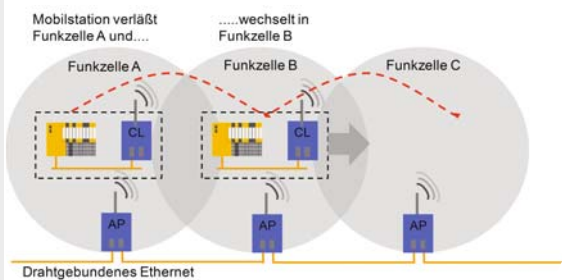 Mobilstation verläßt
Funkzelle A und....
.....wechselt in
Funkzelle B
Funkzelle A
Funkzelle B
Funkzelle C
CL
CL
AP
AP
AP
Drahtgebundenes Ethernet